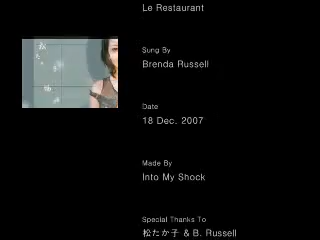 Le Restaurant
Sung By
Brenda Russell
Date
18 Dec. 2007
Made By
Into My Shock
Special Thanks To
松たか子 & B. Russell